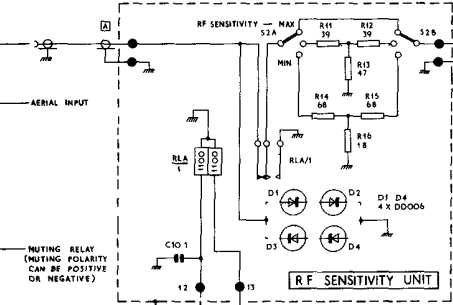 A
RF SENSITIVITY — MAX
S2A
R11
39
R12
39
S2B
MIN
R13
47
R14
68
R15
68
R16
18
AERIAL INPUT
RLA
1
100
100
RLA/1
D1
D2
D1 D4
4 X DD006
D3
D4
C10 1
MUTING RELAY
(MUTING POLARITY
CAN BE POSITIVE
OR NEGATIVE)
12
13
RF SENSITIVITY UNIT